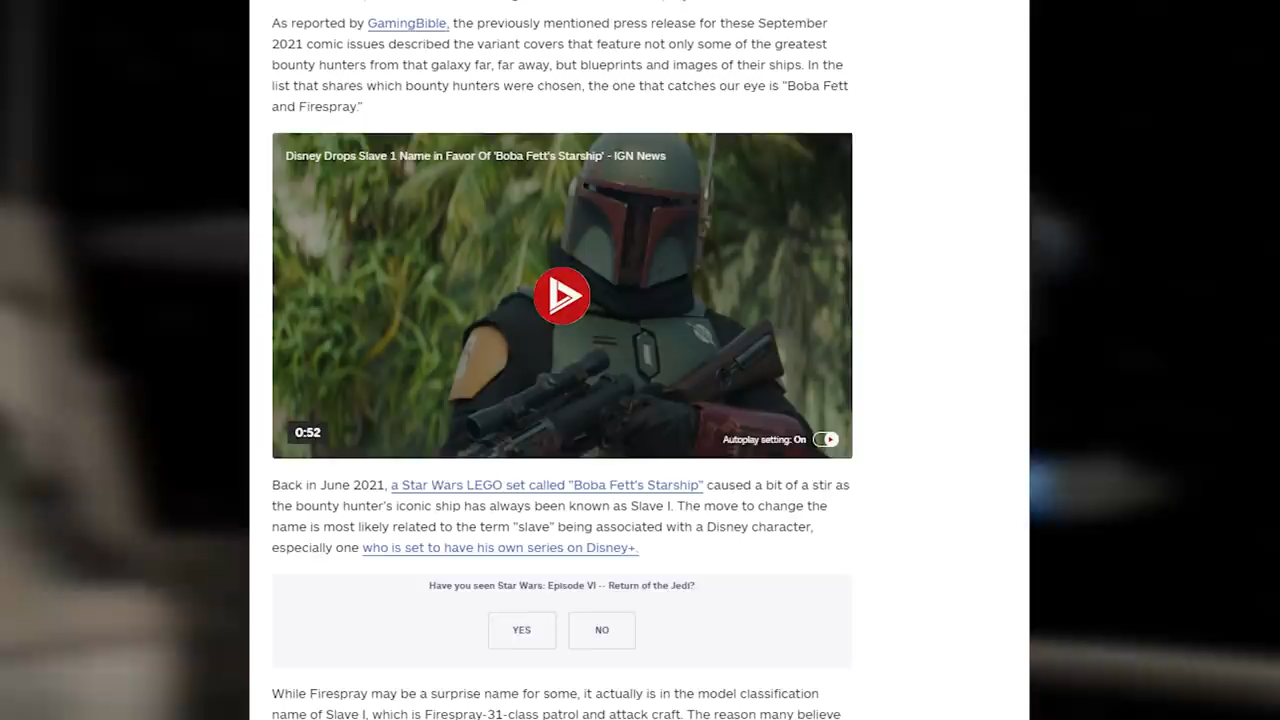 As reported by GamingBible, the previously mentioned press release for these September
2021 comic issues described the variant covers that feature not only some of the greatest
bounty hunters from that galaxy far, far away, but blueprints and images of their ships. In the
list that shares which bounty hunters were chosen, the one that catches our eye is "Boba Fett
and Firespray."
Disney Drops Slave 1 Name in Favor Of 'Boba Fett's Starship' - IGN News
0:52
Autoplay setting: On
Back in June 2021, a Star Wars LEGO set called "Boba Fett's Starship" caused a bit of a stir as
the bounty hunter's iconic ship has always been known as Slave I. The move to change the
name is most likely related to the term "slave" being associated with a Disney character,
especially one who is set to have his own series on Disney+.
Have you seen Star Wars: Episode VI -- Return of the Jedi?
YES
NO
While Firespray may be a surprise name for some, it actually is in the model classification
name of Slave I, which is Firespray-31-class patrol and attack craft. The reason many believe